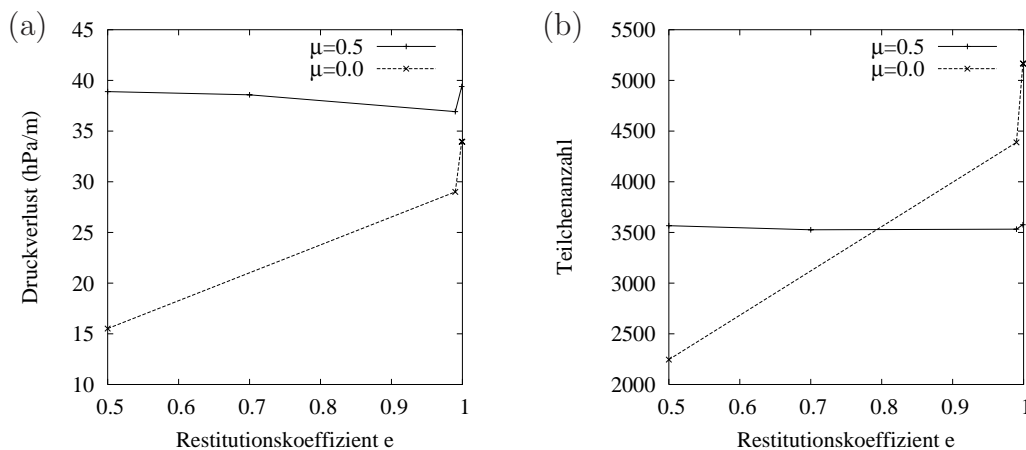 (a)
Druckverlust (hPa/m)
45
40
35
30
25
20
15
10
0.5 0.6 0.7 0.8 0.9 1
Restitutionskoeffizient e
μ=0.5
μ=0.0
(b)
Teilchenanzahl
5500
5000
4500
4000
3500
3000
2500
2000
0.5 0.6 0.7 0.8 0.9 1
Restitutionskoeffizient e
μ=0.5
μ=0.0